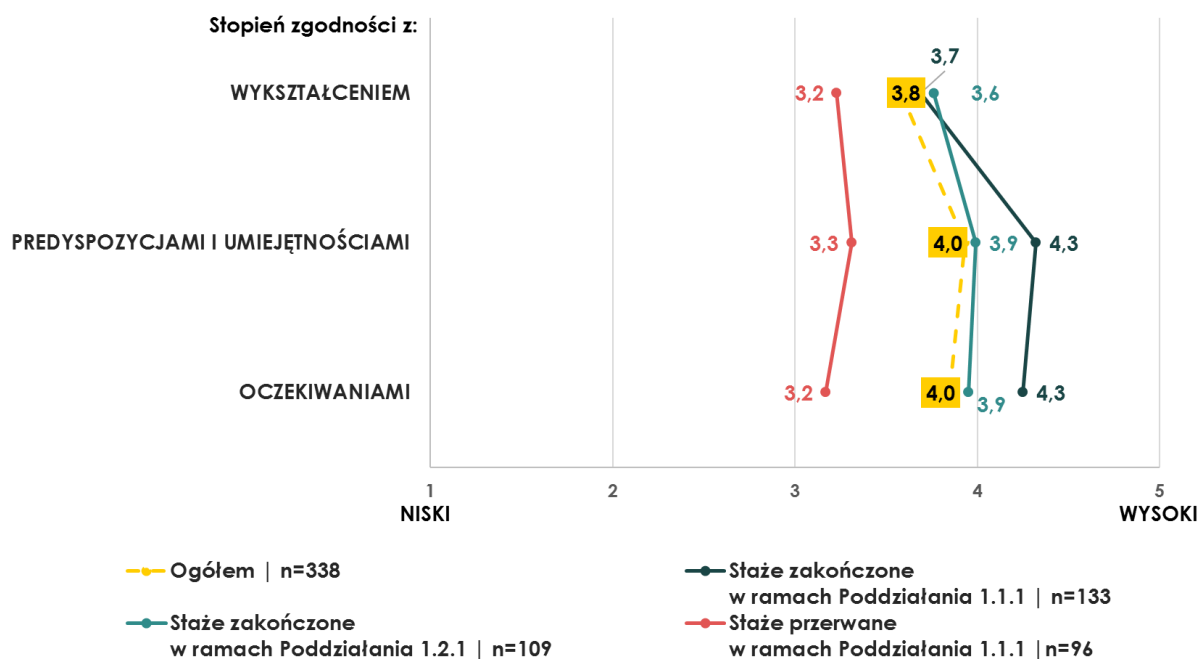 Stopień zgodności z:
3,7
WYKSZTAŁCENIEM
3,2
3,8
3,6
PREDYSPOZYCJAMI I UMIEJĘTNOŚCIAMI
3,3
4,0
3,9
4,3
OCZEKIWANIAMI
3,2
4,0
3,9
4,3
1
2
3
4
5
NISKI
WYSOKI
Ogółem | n=338
Staże zakończone
w ramach Poddziałania 1.1.1 | n=133
Staże zakończone
w ramach Poddziałania 1.2.1 | n=109
Staże przerwane
w ramach Poddziałania 1.1.1 |n=96